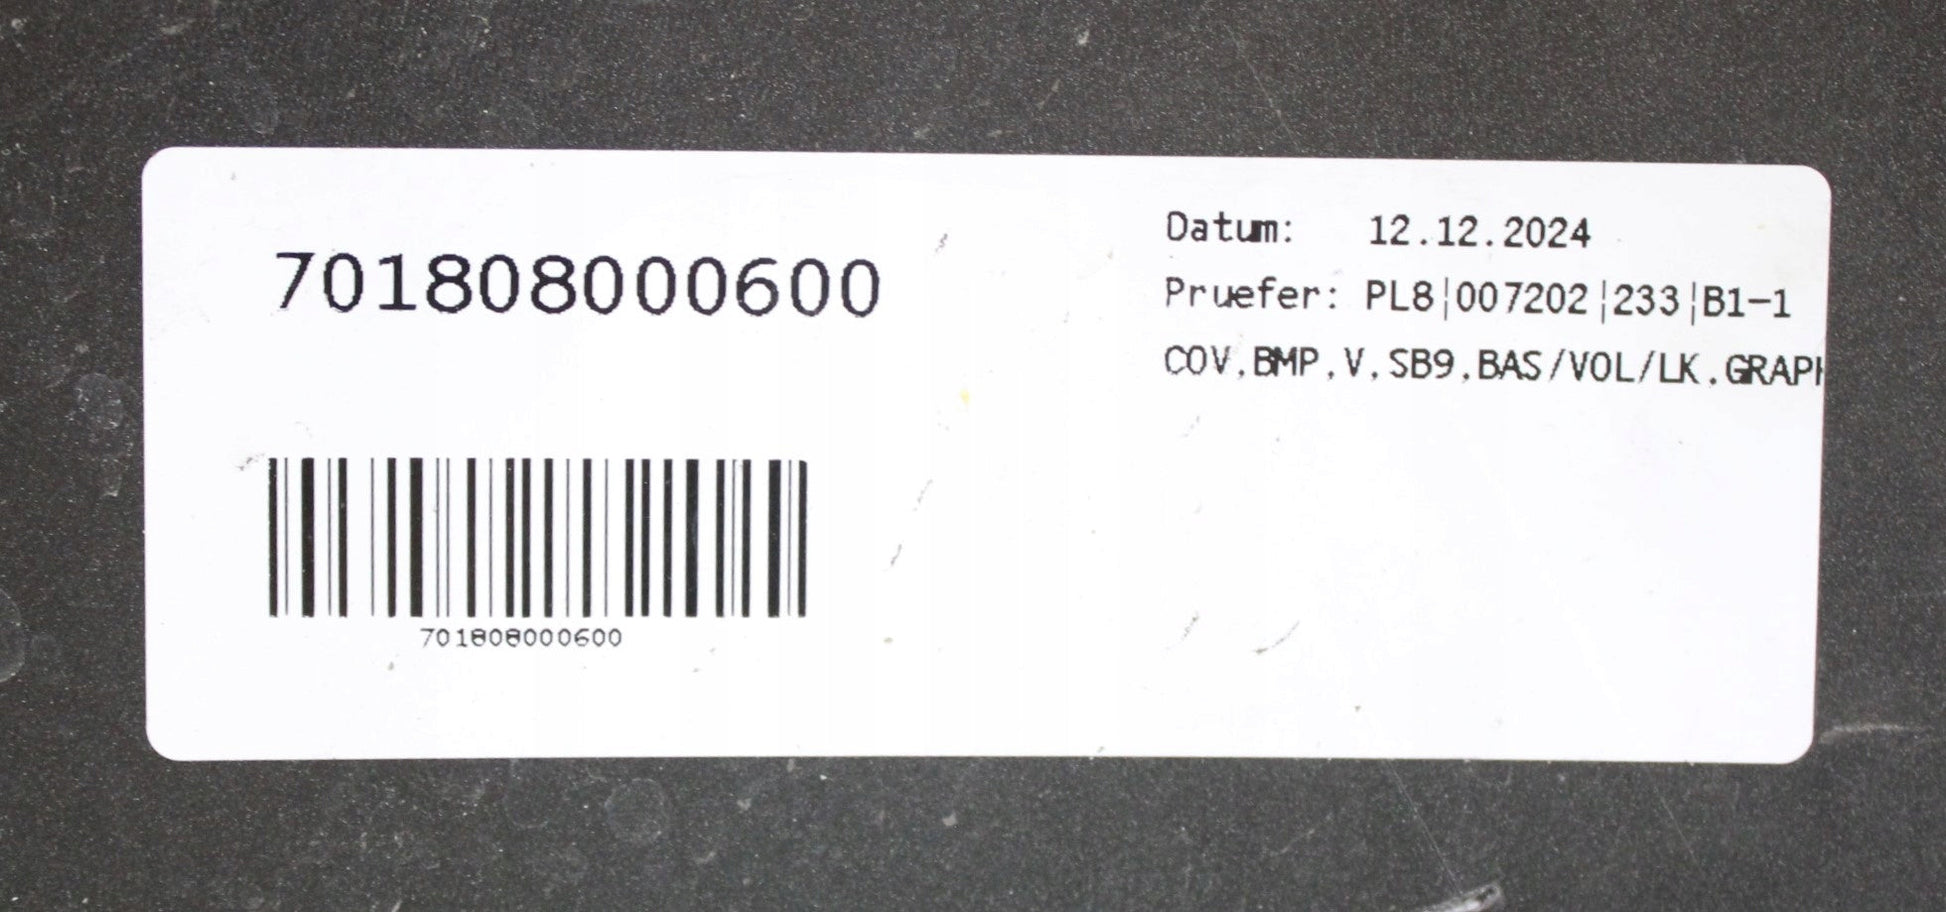 701808000600
Datum: 12.12.2024
Pruefer: PL8|007202|233|B1-1
COV,BMP,V,SB9,BAS/VOL/LK,GRAPH
701808000600